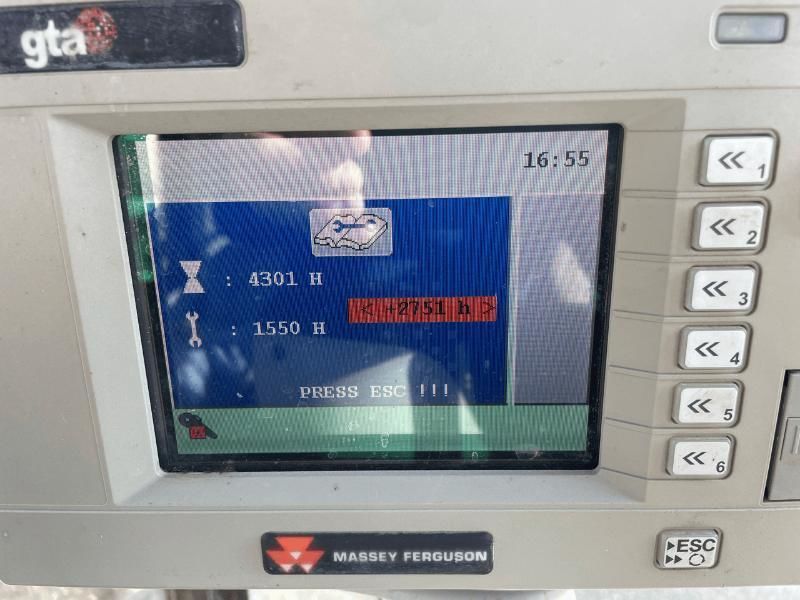 gta
16:55
: 4301 H
< +2751 h >
: 1550 H
PRESS ESC !!!
<< 1
<< 2
<< 3
<< 4
<< 5
<< 6
MASSEY FERGUSON
ESC